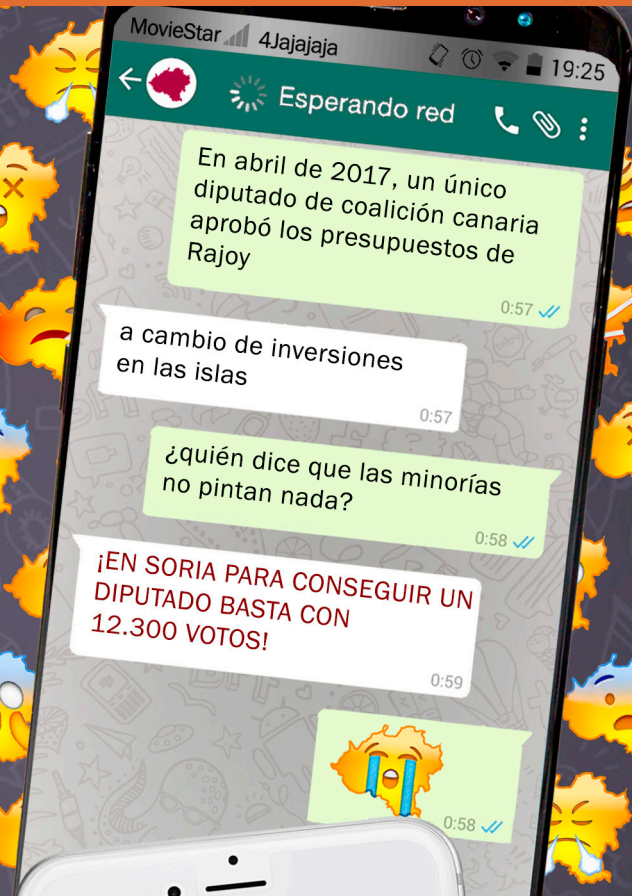 MovieStar 4Jajajaja 19:25
Esperando red
En abril de 2017, un único
diputado de coalición canaria
aprobó los presupuestos de
Rajoy
0:57
a cambio de inversiones
en las islas
0:57
¿quién dice que las minorías
no pintan nada?
0:58
¡EN SORIA PARA CONSEGUIR UN
DIPUTADO BASTA CON
12.300 VOTOS!
0:59
0:58